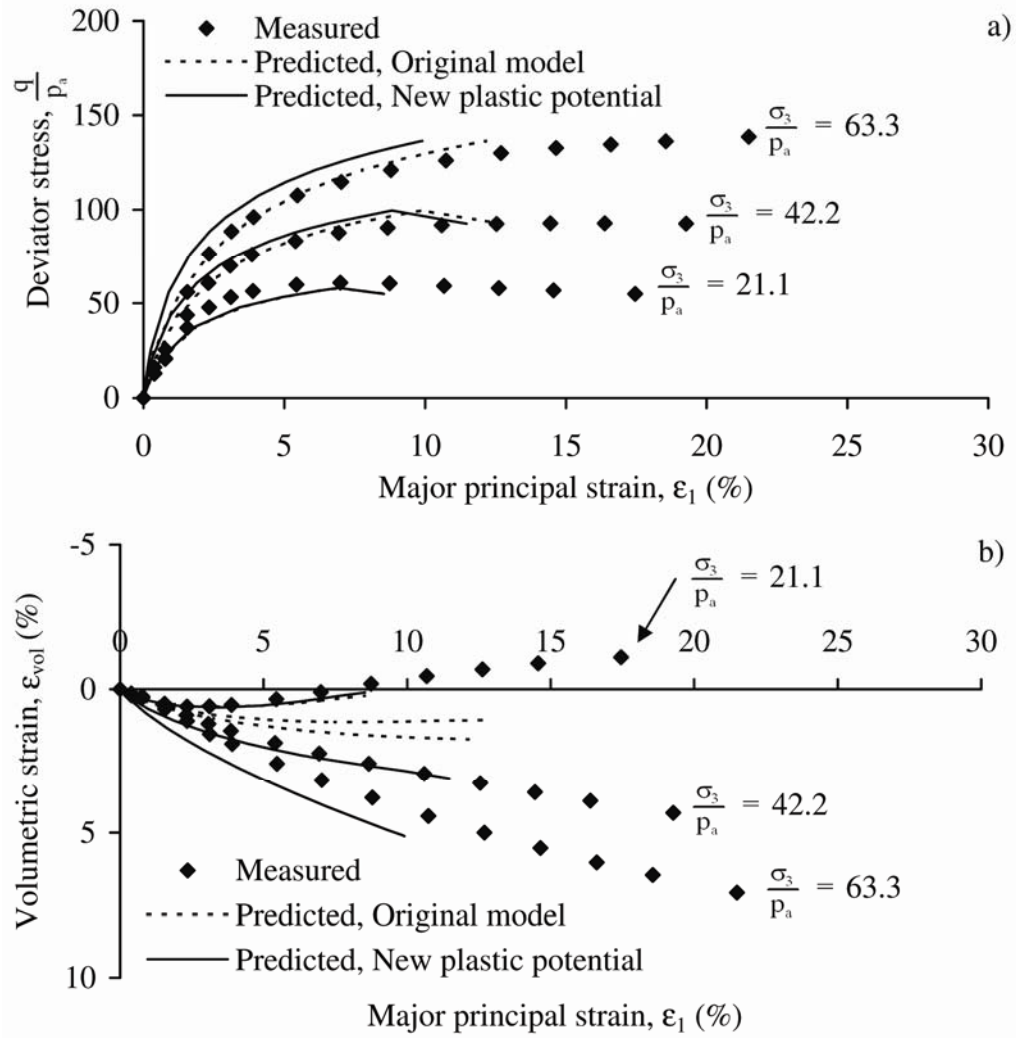 200
a)
Measured
Predicted, Original model
Predicted, New plastic potential
Deviator stress, q/pₐ
150
σ₃/pₐ = 63.3
100
σ₃/pₐ = 42.2
50
σ₃/pₐ = 21.1
0
0 5 10 15 20 25 30
Major principal strain, ε₁ (%)
-5
b)
σ₃/pₐ = 21.1
0 5 10 15 20 25 30
Volumetric strain, εvol (%)
0
σ₃/pₐ = 42.2
5
Measured
σ₃/pₐ = 63.3
Predicted, Original model
Predicted, New plastic potential
10
Major principal strain, ε₁ (%)